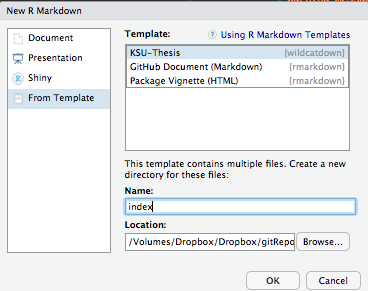 New R Markdown
Document
Presentation
Shiny
From Template
Template:
Using R Markdown Templates
KSU-Thesis {wildcatdown}
GitHub Document (Markdown) {rmarkdown}
Package Vignette (HTML) {rmarkdown}
This template contains multiple files. Create a new
directory for these files:
Name:
index
Location:
/Volumes/Dropbox/Dropbox/gitRepo
Browse...
OK
Cancel